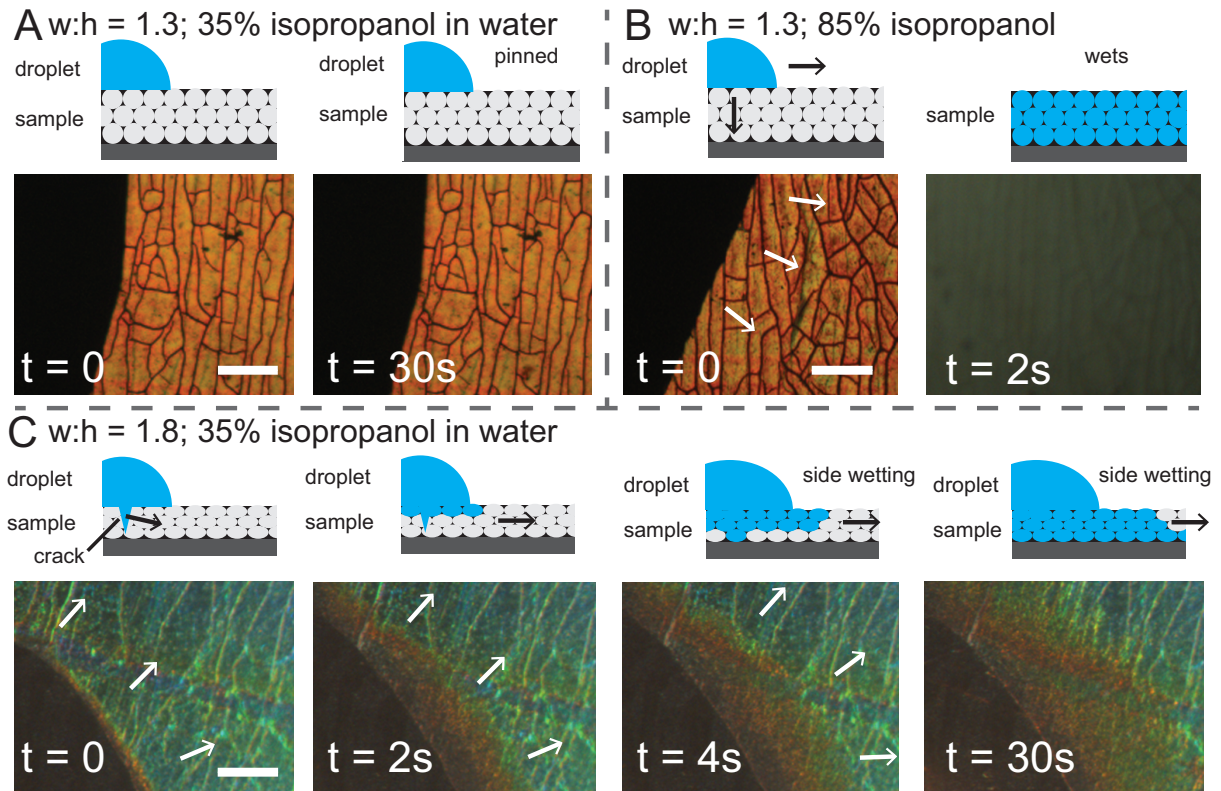 A w:h = 1.3; 35% isopropanol in water
droplet
sample
pinned
droplet
sample
t = 0
t = 30s
B w:h = 1.3; 85% isopropanol
droplet
sample
wets
sample
t = 0
t = 2s
C w:h = 1.8; 35% isopropanol in water
droplet
sample
crack
droplet
sample
side wetting
droplet
sample
side wetting
droplet
sample
t = 0
t = 2s
t = 4s
t = 30s